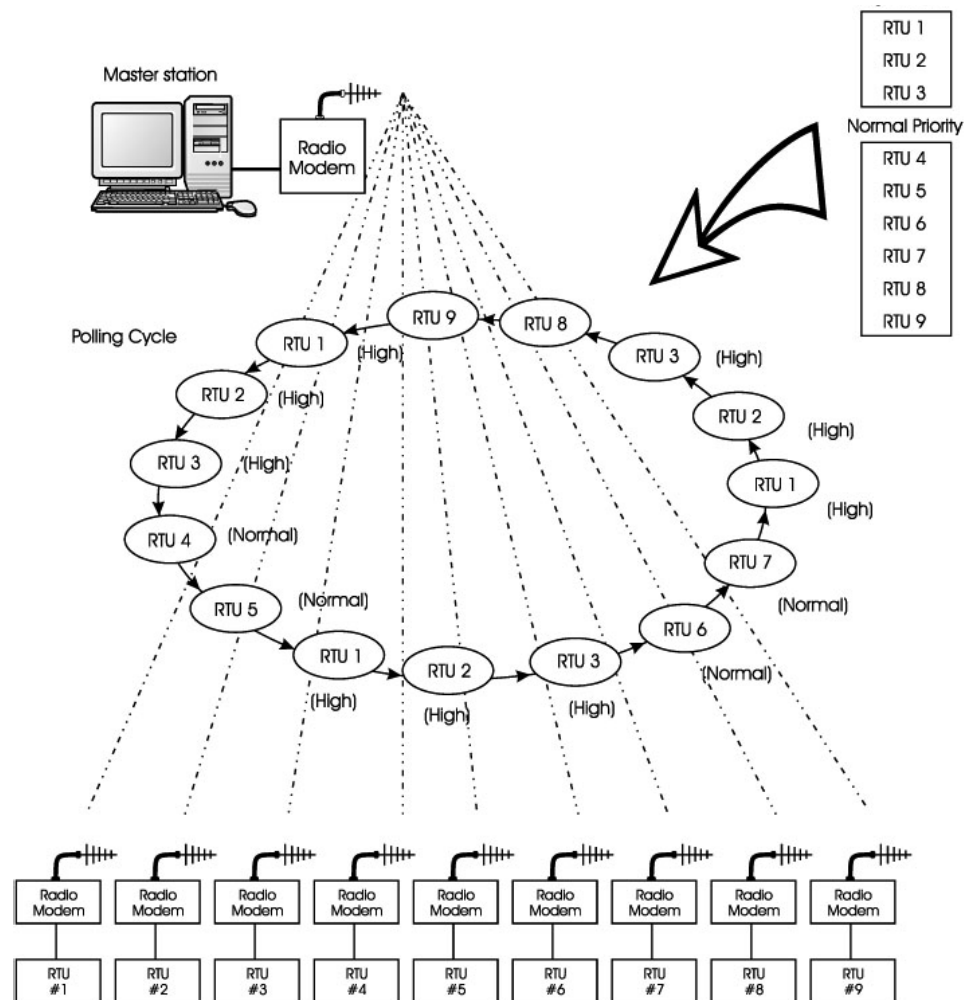 RTU 1
RTU 2
RTU 3
Normal Priority
RTU 4
RTU 5
RTU 6
RTU 7
RTU 8
RTU 9
Master station
Radio
Modem
Polling Cycle
RTU 1
(High)
RTU 2
(High)
RTU 3
(High)
RTU 4
(Normal)
RTU 5
(Normal)
RTU 1
(High)
RTU 2
(High)
RTU 3
(High)
RTU 6
(Normal)
RTU 7
(Normal)
RTU 1
(High)
RTU 2
(High)
RTU 3
(High)
RTU 8
RTU 9
Radio
Modem
Radio
Modem
Radio
Modem
Radio
Modem
Radio
Modem
Radio
Modem
Radio
Modem
Radio
Modem
Radio
Modem
RTU
#1
RTU
#2
RTU
#3
RTU
#4
RTU
#5
RTU
#6
RTU
#7
RTU
#8
RTU
#9